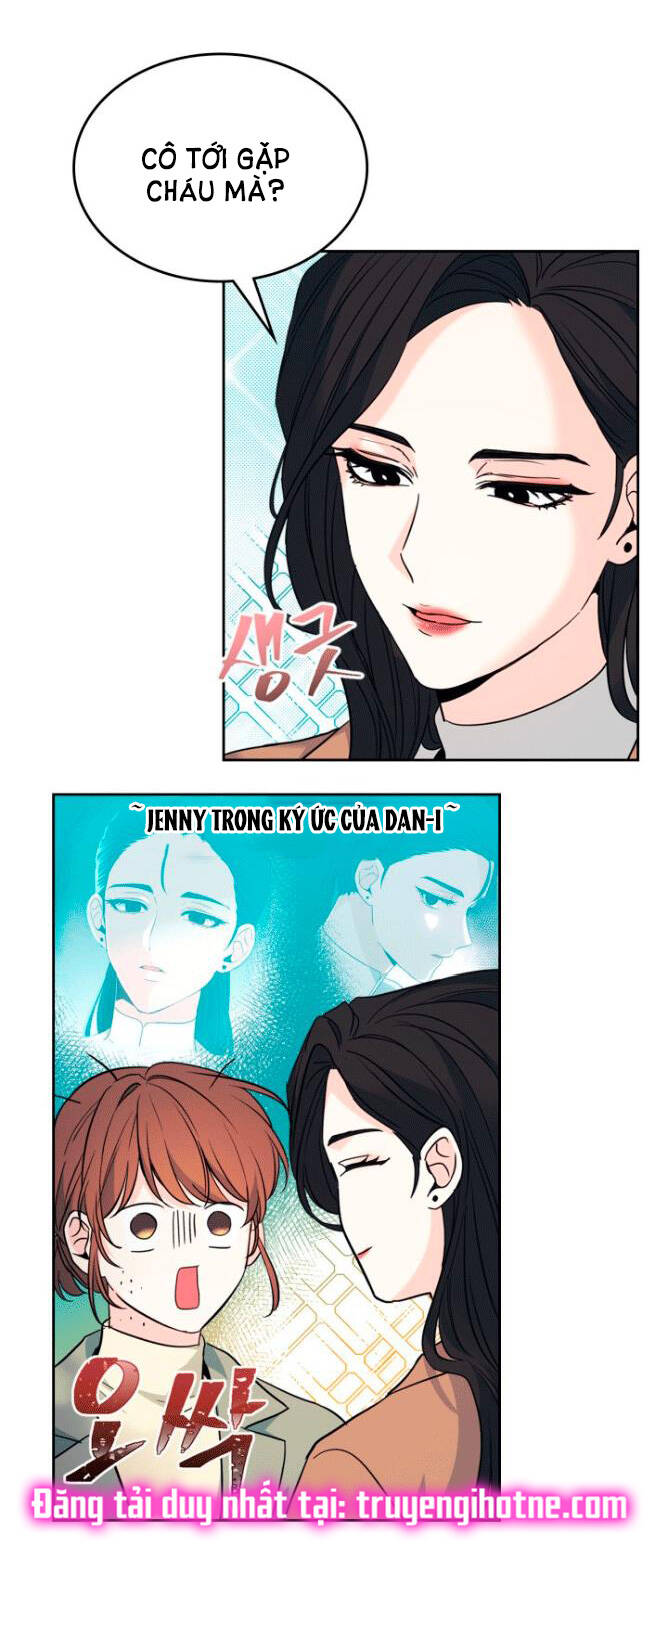 CÔ TỚI GẶP
CHÁU MÀ?
생긋
~JENNY TRONG KÝ ỨC CỦA DAN-I~
오싹
Đăng tải duy nhất tại: truyengihotne.com